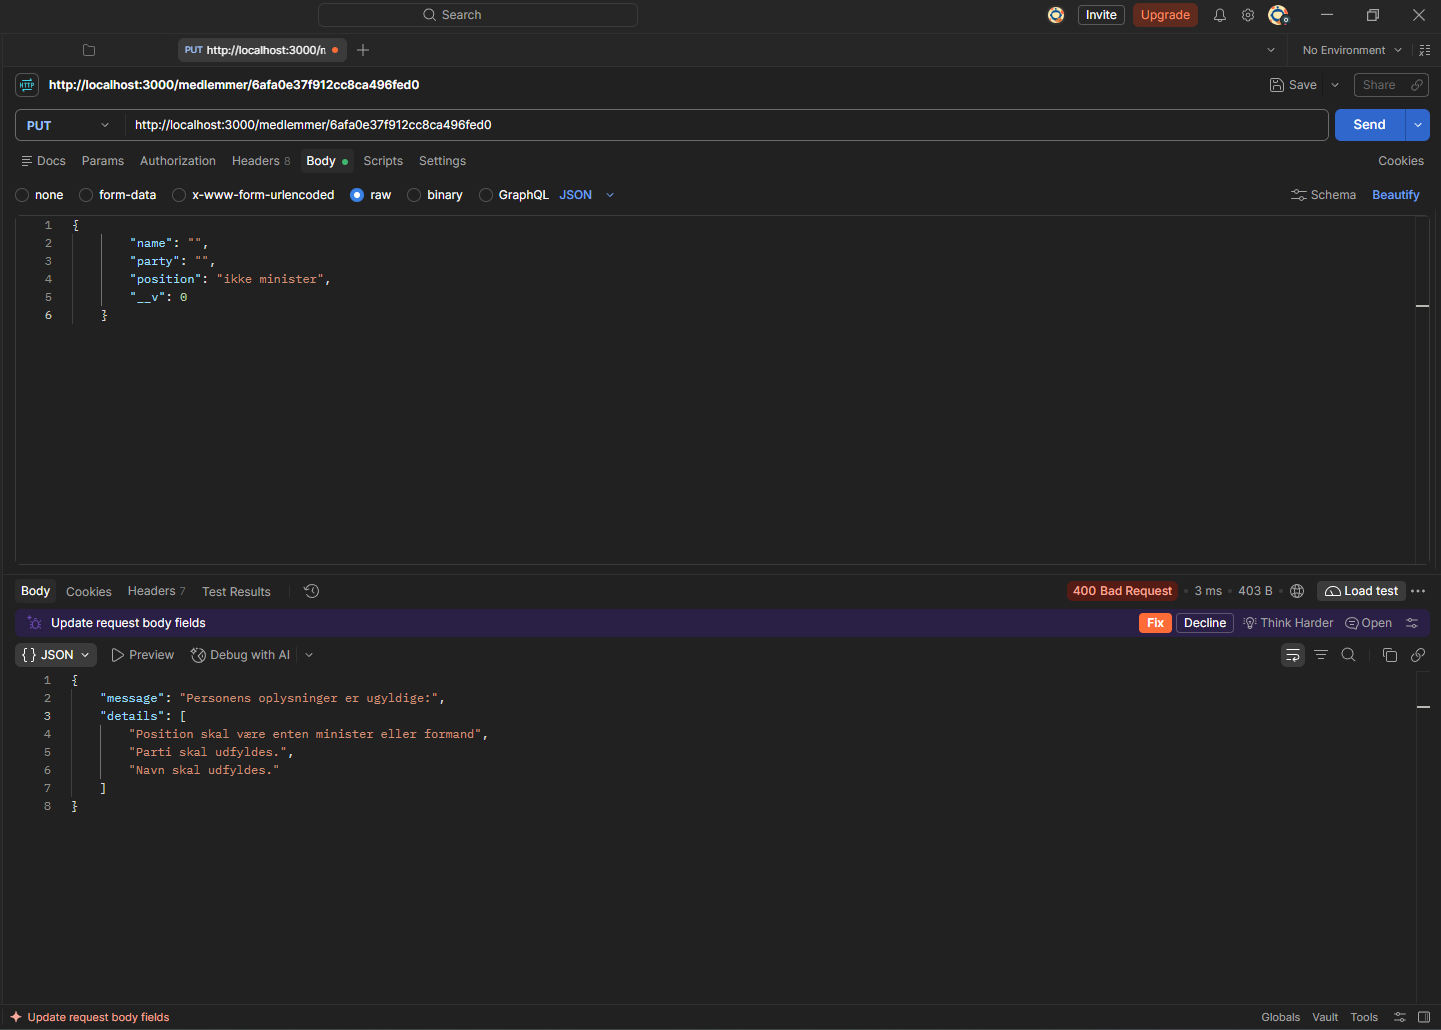 Search
Invite
Upgrade
PUT http://localhost:3000/n
No Environment
HTTP
http://localhost:3000/medlemmer/6afa0e37f912cc8ca496fed0
Save
Share
PUT
http://localhost:3000/medlemmer/6afa0e37f912cc8ca496fed0
Send
Docs Params Authorization Headers 8 Body Scripts Settings
Cookies
none form-data x-www-form-urlencoded raw binary GraphQL JSON
Schema Beautify
1 {
2 "name": "",
3 "party": "",
4 "position": "ikke minister",
5 "__v": 0
6 }
Body Cookies Headers 7 Test Results
400 Bad Request • 3 ms • 403 B •
Load test
Update request body fields
Fix Decline Think Harder Open
{} JSON Preview Debug with AI
1 {
2 "message": "Personens oplysninger er ugyldige:",
3 "details": [
4 "Position skal være enten minister eller formand",
5 "Parti skal udfyldes.",
6 "Navn skal udfyldes."
7 ]
8 }
Update request body fields
Globals Vault Tools